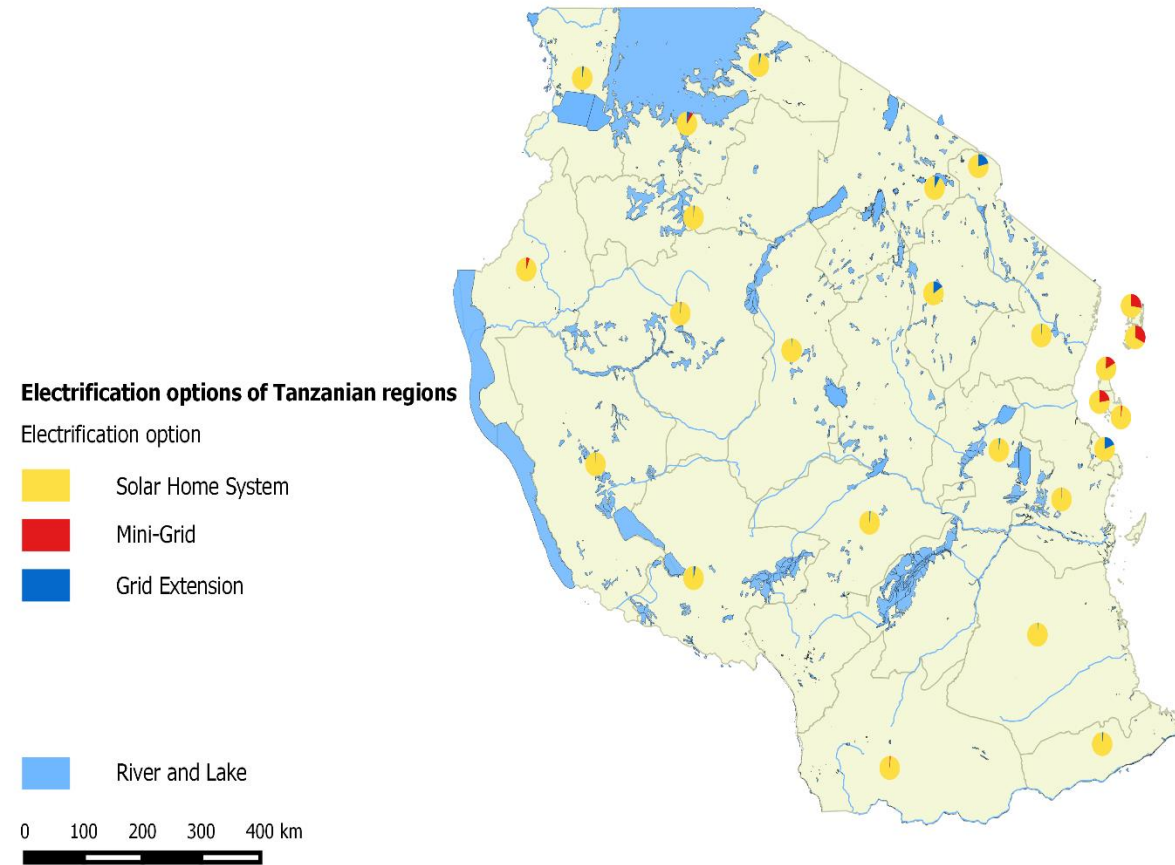 Electrification options of Tanzanian regions
Electrification option
Solar Home System
Mini-Grid
Grid Extension
River and Lake
0 100 200 300 400 km